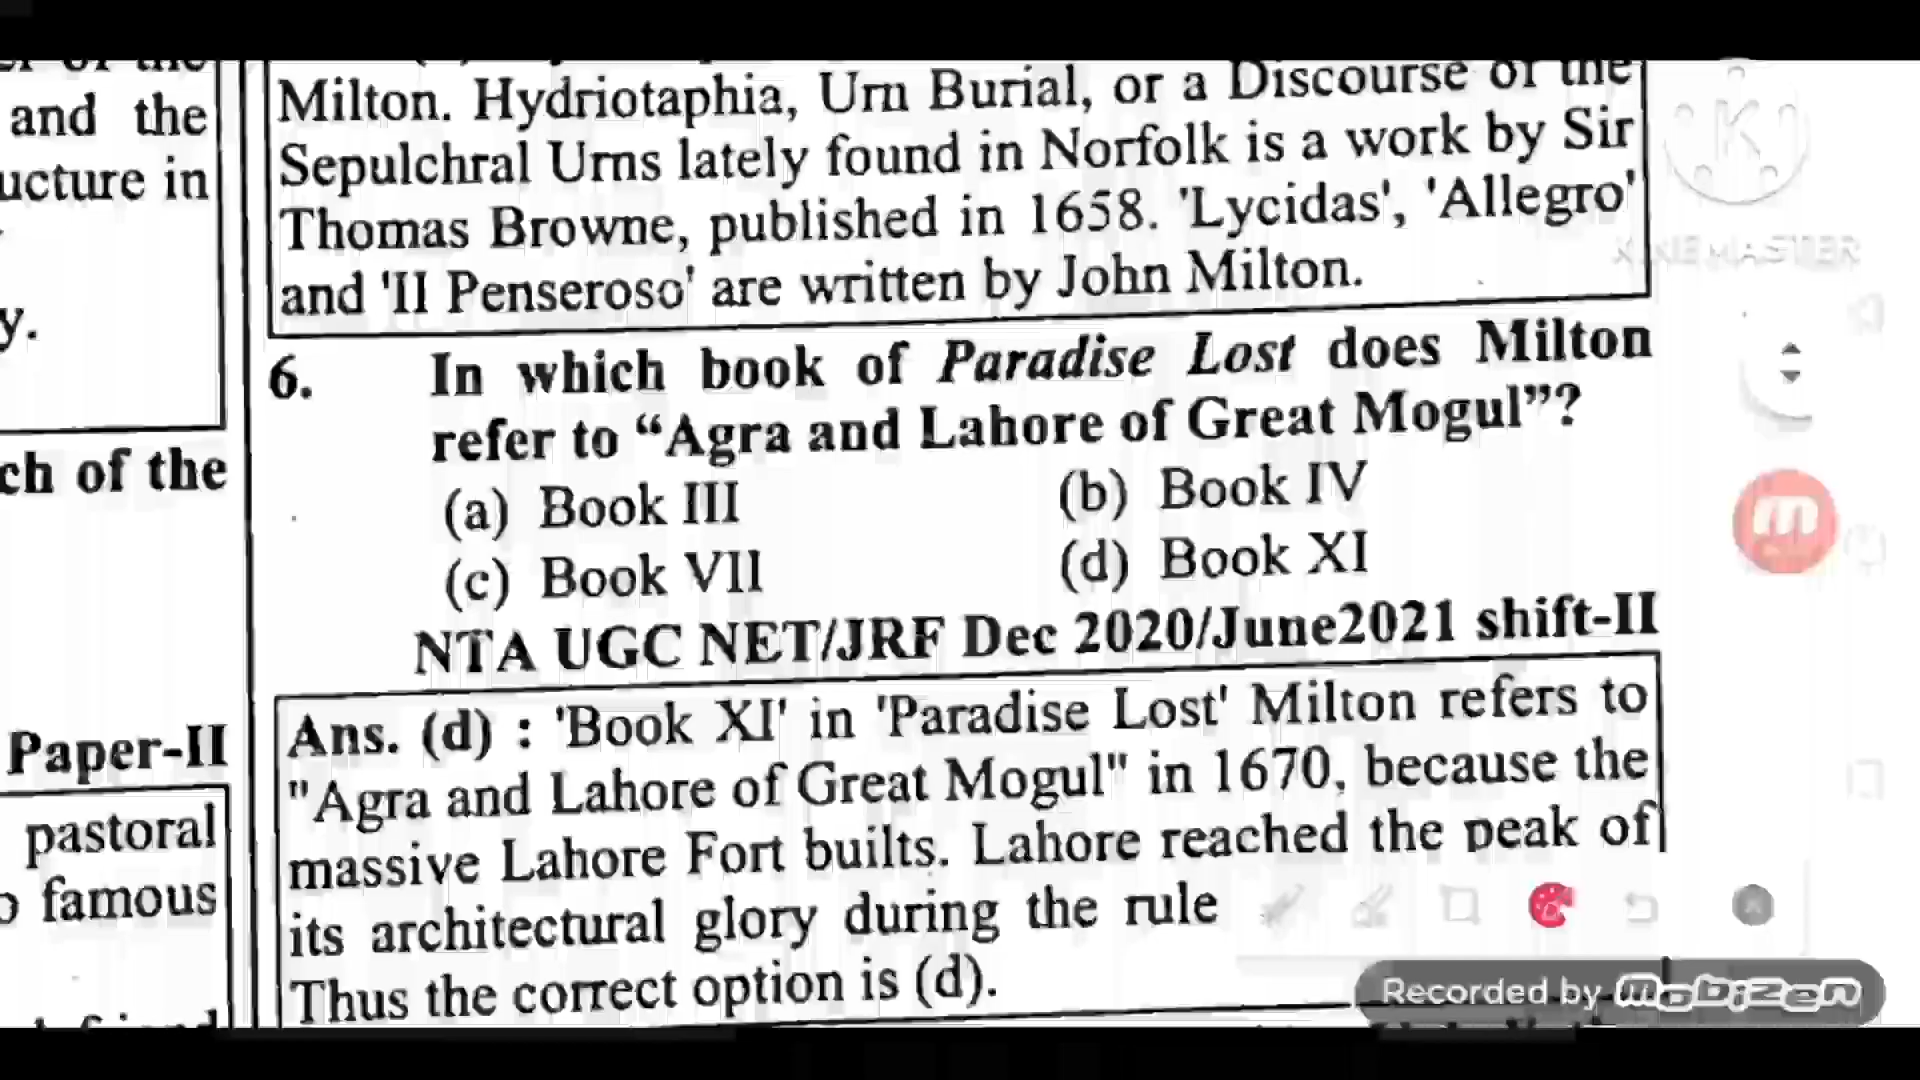 and the
ucture in
y.
ch of the
Paper-II
pastoral
famous
Milton. Hydriotaphia, Urn Burial, or a Discourse of the
Sepulchral Urns lately found in Norfolk is a work by Sir
Thomas Browne, published in 1658. 'Lycidas', 'Allegro'
and 'II Penseroso' are written by John Milton.
6. In which book of Paradise Lost does Milton
refer to “Agra and Lahore of Great Mogul”?
(a) Book III (b) Book IV
(c) Book VII (d) Book XI
NTA UGC NET/JRF Dec 2020/June2021 shift-II
Ans. (d) : 'Book XI' in 'Paradise Lost' Milton refers to
"Agra and Lahore of Great Mogul" in 1670, because the
massive Lahore Fort builts. Lahore reached the peak of
its architectural glory during the rule
Thus the correct option is (d).
K
KINEMASTER
Recorded by mobizen